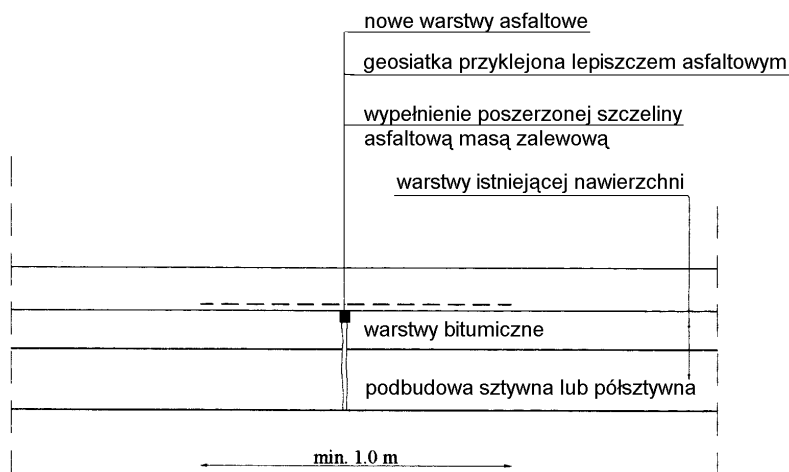 nowe warstwy asfaltowe
geosiatka przyklejona lepiszczem asfaltowym
wypełnienie poszerzonej szczeliny
asfaltową masą zalewową
warstwy istniejącej nawierzchni
warstwy bitumiczne
podbudowa sztywna lub półsztywna
min. 1.0 m